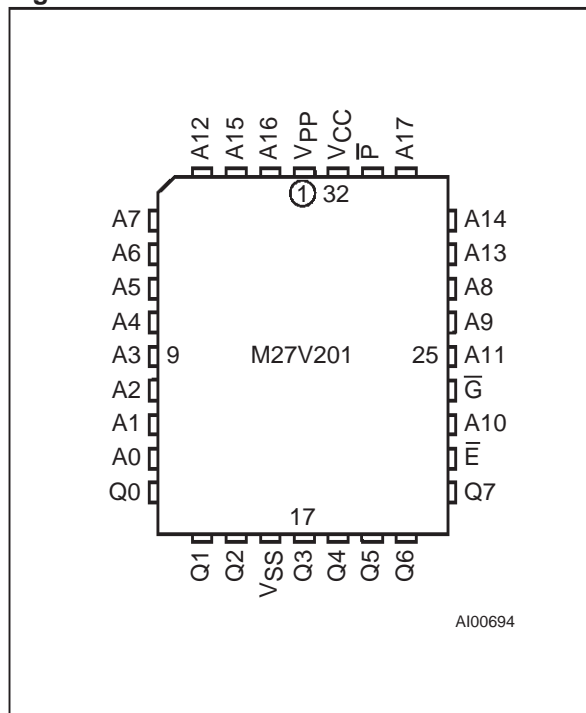 A12 A15 A16 VPP VCC P̅ A17
① 32
A7 A14
A6 A13
A5 A8
A4 A9
A3 9 M27V201 25 A11
A2 G̅
A1 A10
A0 E̅
Q0 Q7
17
Q1 Q2 VSS Q3 Q4 Q5 Q6
AI00694